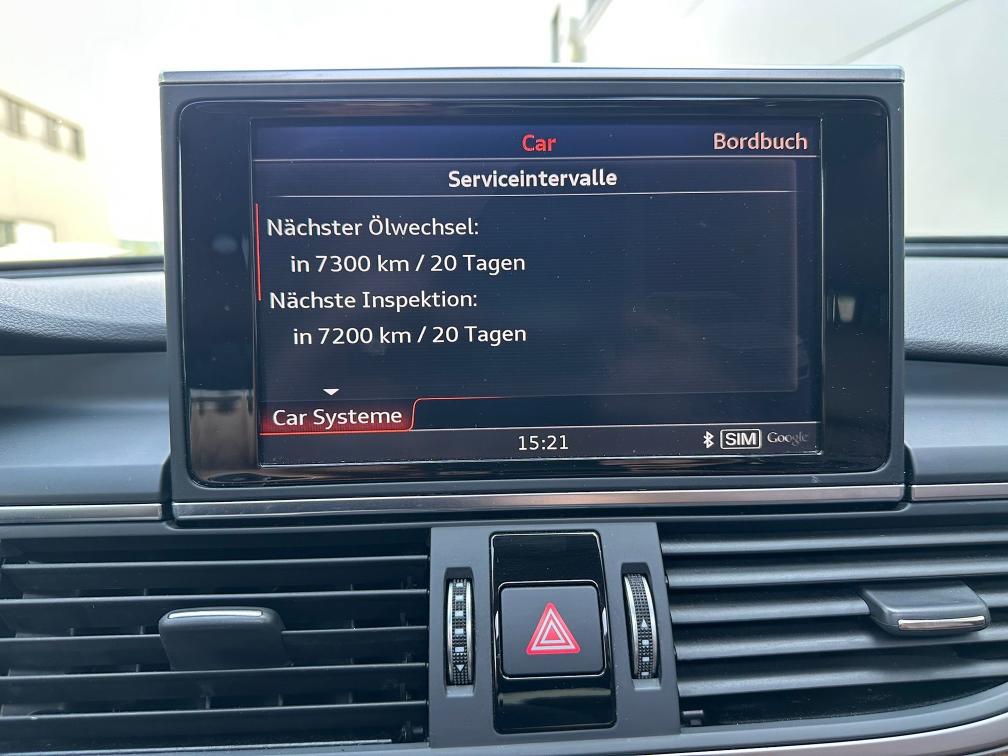 Car
Bordbuch
Serviceintervalle
Nächster Ölwechsel:
in 7300 km / 20 Tagen
Nächste Inspektion:
in 7200 km / 20 Tagen
Car Systeme
15:21
SIM
Google